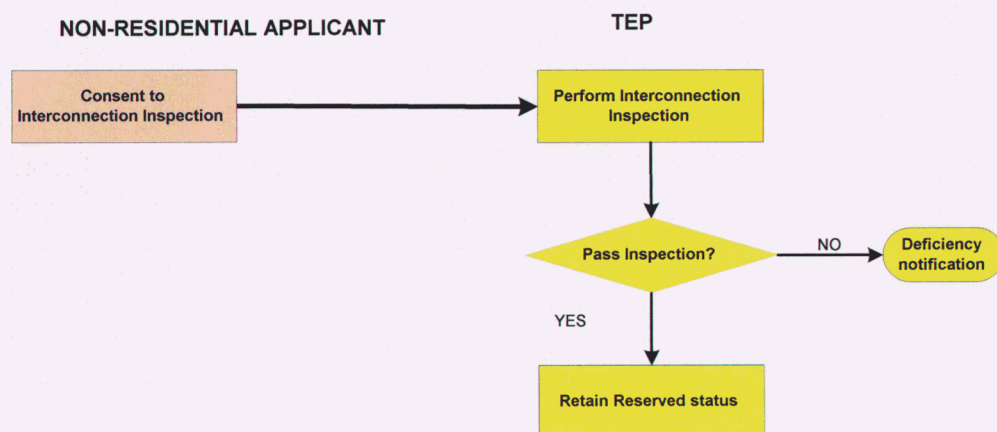 NON-RESIDENTIAL APPLICANT
TEP
Consent to
Interconnection Inspection
Perform Interconnection
Inspection
Pass Inspection?
NO
Deficiency
notification
YES
Retain Reserved status